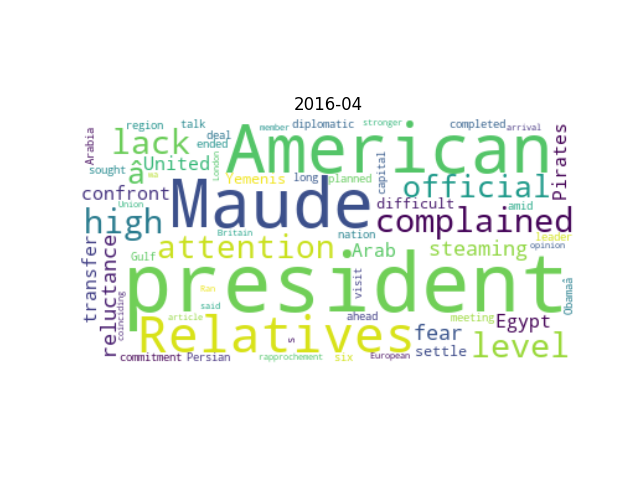 2016-04
region talk diplomatic member stronger completed arrival
Arabia lack deal ended American Pirates
sought â United London capital official
wa Yemenis long planned
confront Maude difficult amid leader
high complained
Union Britain nation opinion
transfer reluctance attention Arab steaming
Gulf visit
coinciding president Obamaâ
Ran said
article Relatives s ahead meeting Egypt
fear level
settle
commitment Persian rapprochement six European